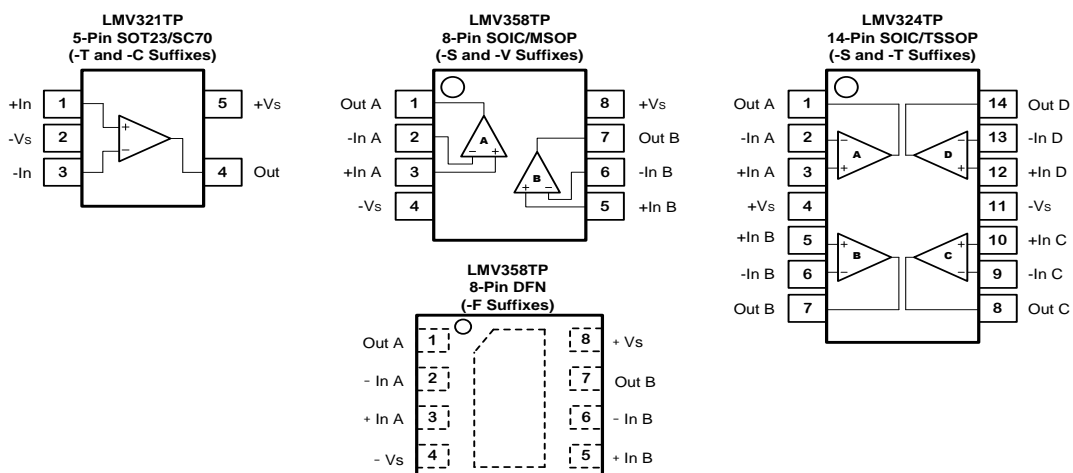 LMV321TP
5-Pin SOT23/SC70
(-T and -C Suffixes)
+In 1
-Vs 2
-In 3
5 +Vs
4 Out
+
−
LMV358TP
8-Pin SOIC/MSOP
(-S and -V Suffixes)
Out A 1
-In A 2
+In A 3
-Vs 4
8 +Vs
7 Out B
6 -In B
5 +In B
A
− +
B
+ −
LMV324TP
14-Pin SOIC/TSSOP
(-S and -T Suffixes)
Out A 1
-In A 2
+In A 3
+Vs 4
+In B 5
-In B 6
Out B 7
14 Out D
13 -In D
12 +In D
11 -Vs
10 +In C
9 -In C
8 Out C
− A +
− D +
+ B −
+ C −
LMV358TP
8-Pin DFN
(-F Suffixes)
Out A 1
- In A 2
+ In A 3
- Vs 4
8 + Vs
7 Out B
6 - In B
5 + In B